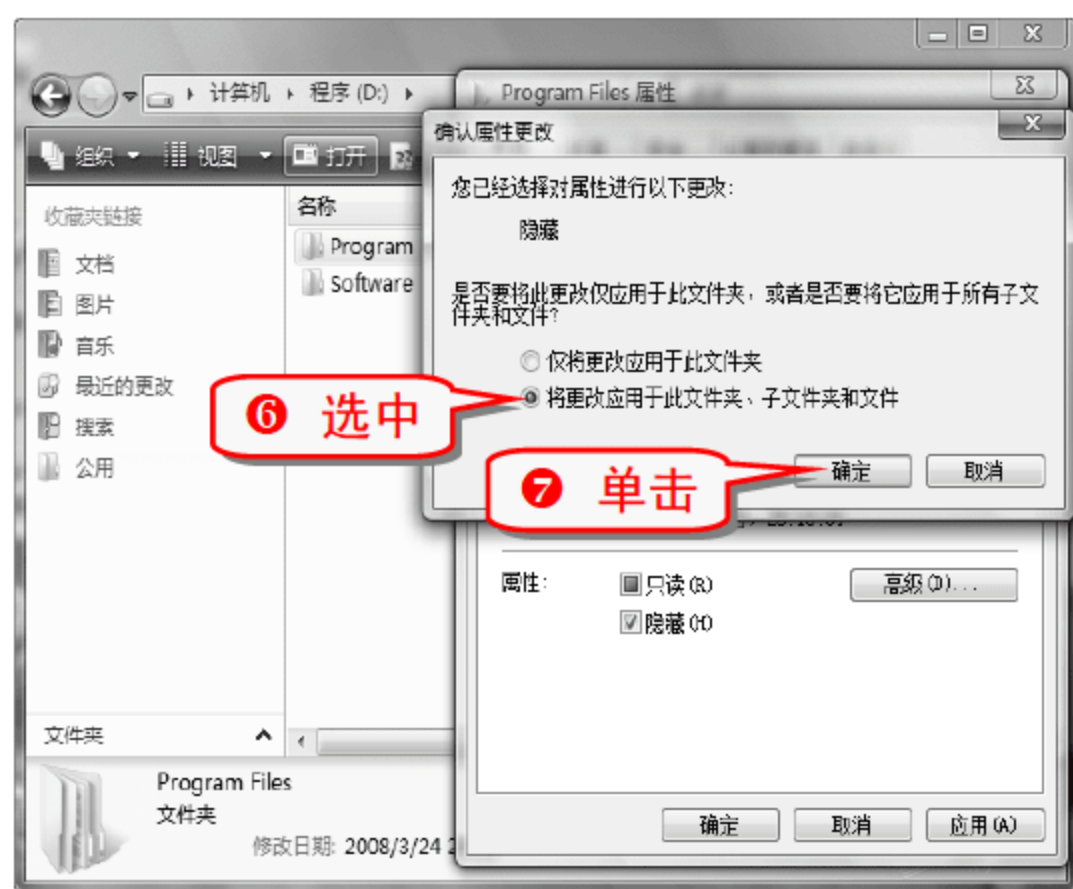 计算机 程序 (D:)
Program Files 属性
确认属性更改
组织 视图 打开
您已经选择对属性进行以下更改：
隐藏
是否要将此更改仅应用于此文件夹，或者是否要将它应用于所有子文
件夹和文件？
仅将更改应用于此文件夹
将更改应用于此文件夹、子文件夹和文件
确定 取消
收藏夹链接
文档
图片
音乐
最近的更改
搜索
公用
名称
Program
Software
❻ 选中
❼ 单击
属性： 只读(R) 高级(D)...
隐藏(H)
文件夹
Program Files
文件夹
修改日期: 2008/3/24
确定 取消 应用(A)